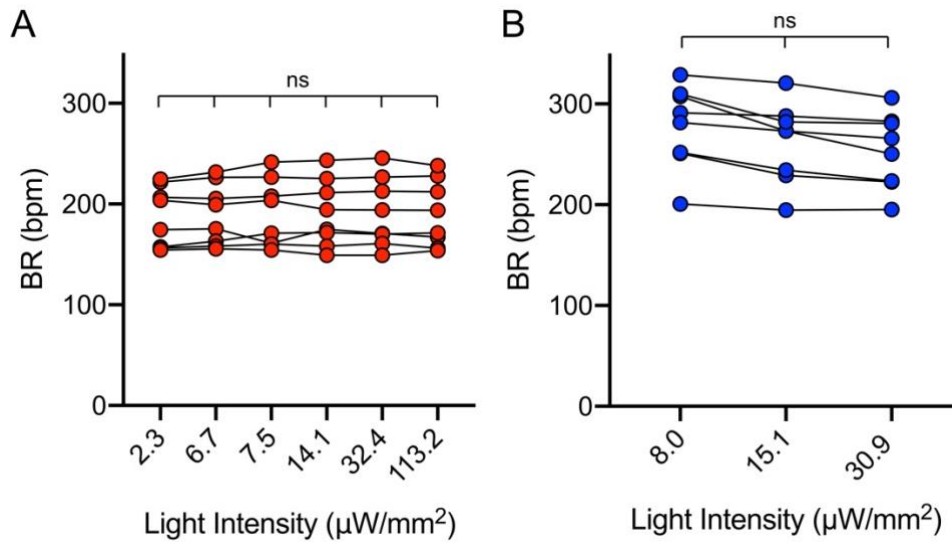 A
ns
BR (bpm)
300
200
100
0
2.3
6.7
7.5
14.1
32.4
113.2
Light Intensity (µW/mm²)
B
ns
BR (bpm)
300
200
100
0
8.0
15.1
30.9
Light Intensity (µW/mm²)